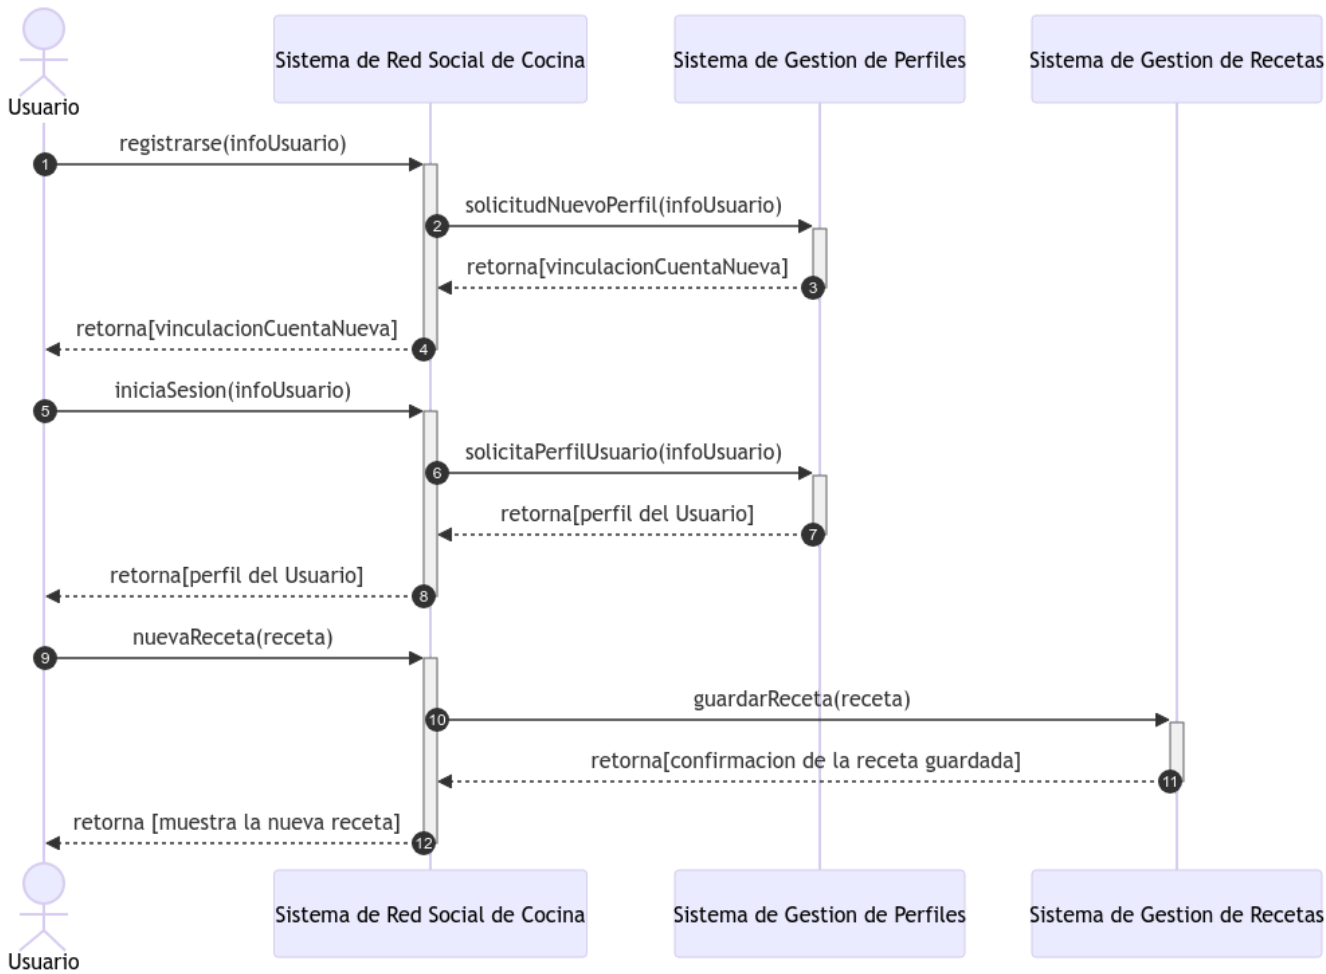 Usuario
Sistema de Red Social de Cocina
Sistema de Gestion de Perfiles
Sistema de Gestion de Recetas
registrarse(infoUsuario)
1
solicitudNuevoPerfil(infoUsuario)
2
retorna[vinculacionCuentaNueva]
3
retorna[vinculacionCuentaNueva]
4
iniciaSesion(infoUsuario)
5
solicitaPerfilUsuario(infoUsuario)
6
retorna[perfil del Usuario]
7
retorna[perfil del Usuario]
8
nuevaReceta(receta)
9
guardarReceta(receta)
10
retorna[confirmacion de la receta guardada]
11
retorna [muestra la nueva receta]
12
Usuario
Sistema de Red Social de Cocina
Sistema de Gestion de Perfiles
Sistema de Gestion de Recetas